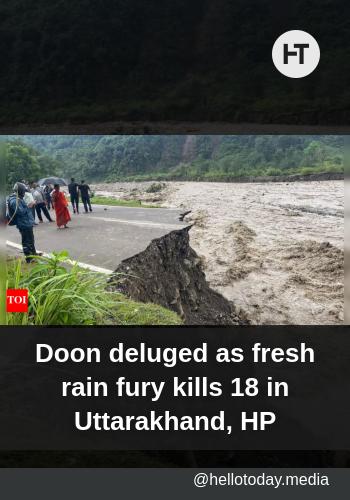 HT
TOI
Doon deluged as fresh
rain fury kills 18 in
Uttarakhand, HP
@hellotoday.media